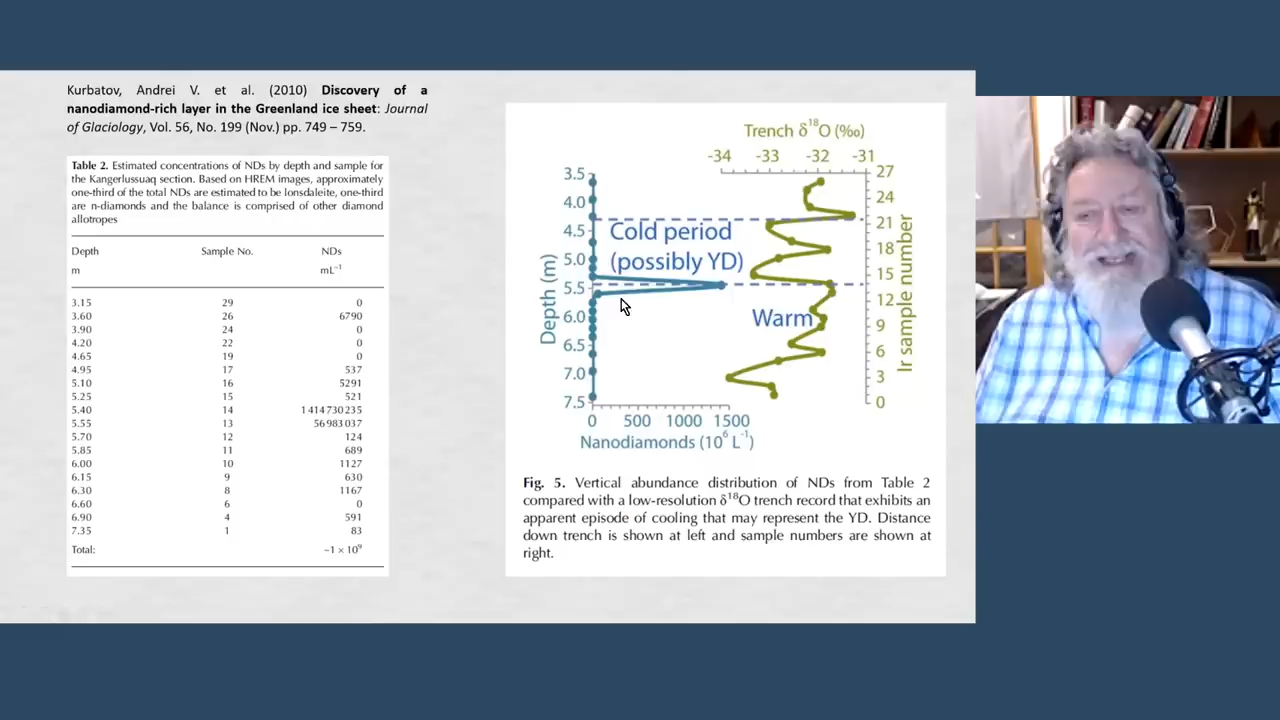 Kurbatov, Andrei V. et al. (2010) Discovery of a
nanodiamond-rich layer in the Greenland ice sheet: Journal
of Glaciology, Vol. 56, No. 199 (Nov.) pp. 749 – 759.
Table 2. Estimated concentrations of NDs by depth and sample for
the Kangerlussuaq section. Based on HREM images, approximately
one-third of the total NDs are estimated to be lonsdaleite, one-third
are n-diamonds and the balance is comprised of other diamond
allotropes
Depth Sample No. NDs
m mL⁻¹
3.15 29 0
3.60 26 6790
3.90 24 0
4.20 22 0
4.65 19 0
4.95 17 537
5.10 16 5291
5.25 15 521
5.40 14 1 414 730 235
5.55 13 56 983 037
5.70 12 124
5.85 11 689
6.00 10 1127
6.15 9 630
6.30 8 1167
6.60 6 0
6.90 4 591
7.35 1 83
Total: ~1 × 10⁹
Trench δ¹⁸O (‰)
-34 -33 -32 -31
3.5
4.0
4.5
5.0
5.5
6.0
6.5
7.0
7.5
Depth (m)
Cold period
(possibly YD)
Warm
27
24
21
18
15
12
9
6
3
0
Ir sample number
0 500 1000 1500
Nanodiamonds (10⁶ L⁻¹)
Fig. 5. Vertical abundance distribution of NDs from Table 2
compared with a low-resolution δ¹⁸O trench record that exhibits an
apparent episode of cooling that may represent the YD. Distance
down trench is shown at left and sample numbers are shown at
right.